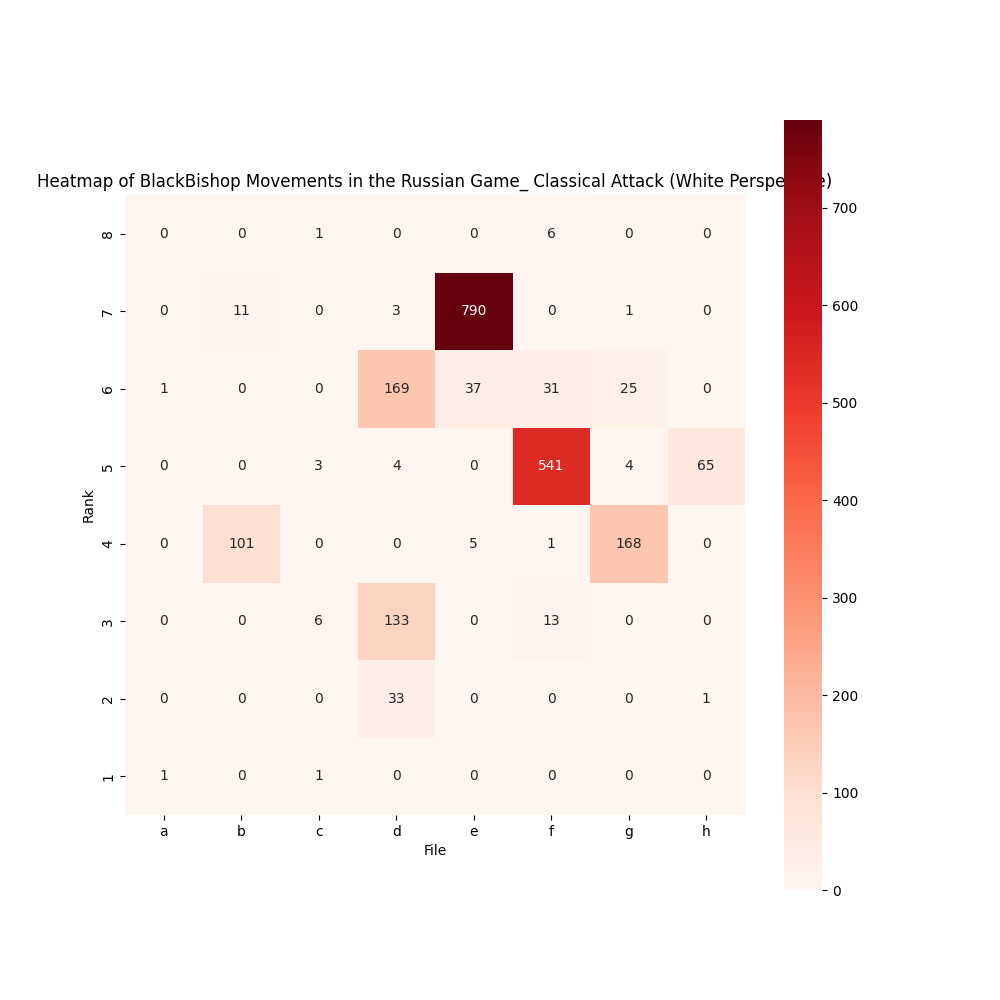 Heatmap of BlackBishop Movements in the Russian Game_ Classical Attack (White Perspe e)
8 0 0 1 0 0 6 0 0
7 0 11 0 3 790 0 1 0
6 1 0 0 169 37 31 25 0
5 0 0 3 4 0 541 4 65
4 0 101 0 0 5 1 168 0
3 0 0 6 133 0 13 0 0
2 0 0 0 33 0 0 0 1
1 1 0 1 0 0 0 0 0
Rank
a b c d e f g h
File
700
600
500
400
300
200
100
0